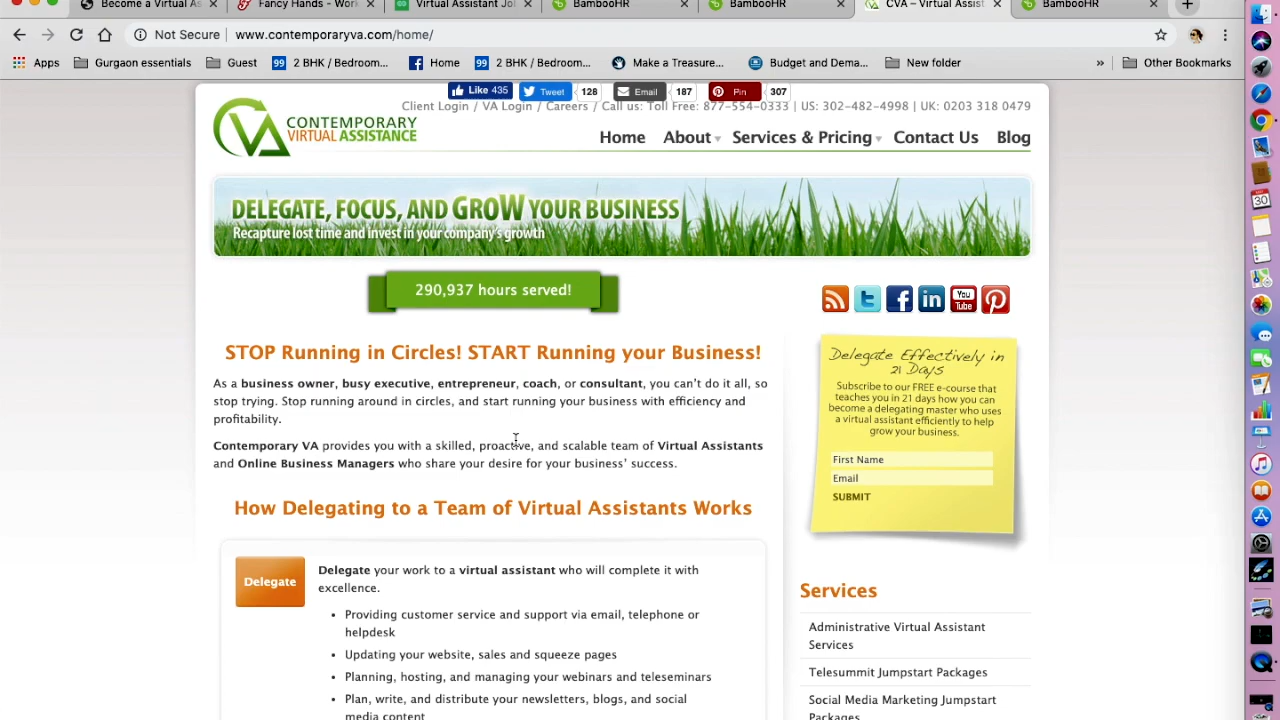 Become a Virtual As
Fancy Hands - Work
Virtual Assistant Jo
BambooHR
BambooHR
CVA – Virtual Assist
BambooHR
Not Secure | www.contemporaryva.com/home/
Apps
Gurgaon essentials
Guest
99 2 BHK / Bedroom...
Home
99 2 BHK / Bedroom...
Make a Treasure...
Budget and Dema...
New folder
»
Other Bookmarks
Like 435
Tweet 128
Email 187
Pin 307
Client Login / VA Login / Careers / Call us: Toll Free: 877-554-0333 | US: 302-482-4998 | UK: 0203 318 0479
CONTEMPORARY
VIRTUAL ASSISTANCE
Home About Services & Pricing Contact Us Blog
DELEGATE, FOCUS, AND GROW YOUR BUSINESS
Recapture lost time and invest in your company's growth
290,937 hours served!
You
Tube
STOP Running in Circles! START Running your Business!
As a business owner, busy executive, entrepreneur, coach, or consultant, you can't do it all, so
stop trying. Stop running around in circles, and start running your business with efficiency and
profitability.
Contemporary VA provides you with a skilled, proactive, and scalable team of Virtual Assistants
and Online Business Managers who share your desire for your business' success.
How Delegating to a Team of Virtual Assistants Works
Delegate
Delegate your work to a virtual assistant who will complete it with
excellence.
• Providing customer service and support via email, telephone or
helpdesk
• Updating your website, sales and squeeze pages
• Planning, hosting, and managing your webinars and teleseminars
• Plan, write, and distribute your newsletters, blogs, and social
media content
Delegate Effectively in
21 Days
Subscribe to our FREE e-course that
teaches you in 21 days how you can
become a delegating master who uses
a virtual assistant efficiently to help
grow your business.
First Name
Email
SUBMIT
Services
Administrative Virtual Assistant
Services
Telesummit Jumpstart Packages
Social Media Marketing Jumpstart
Packages
30